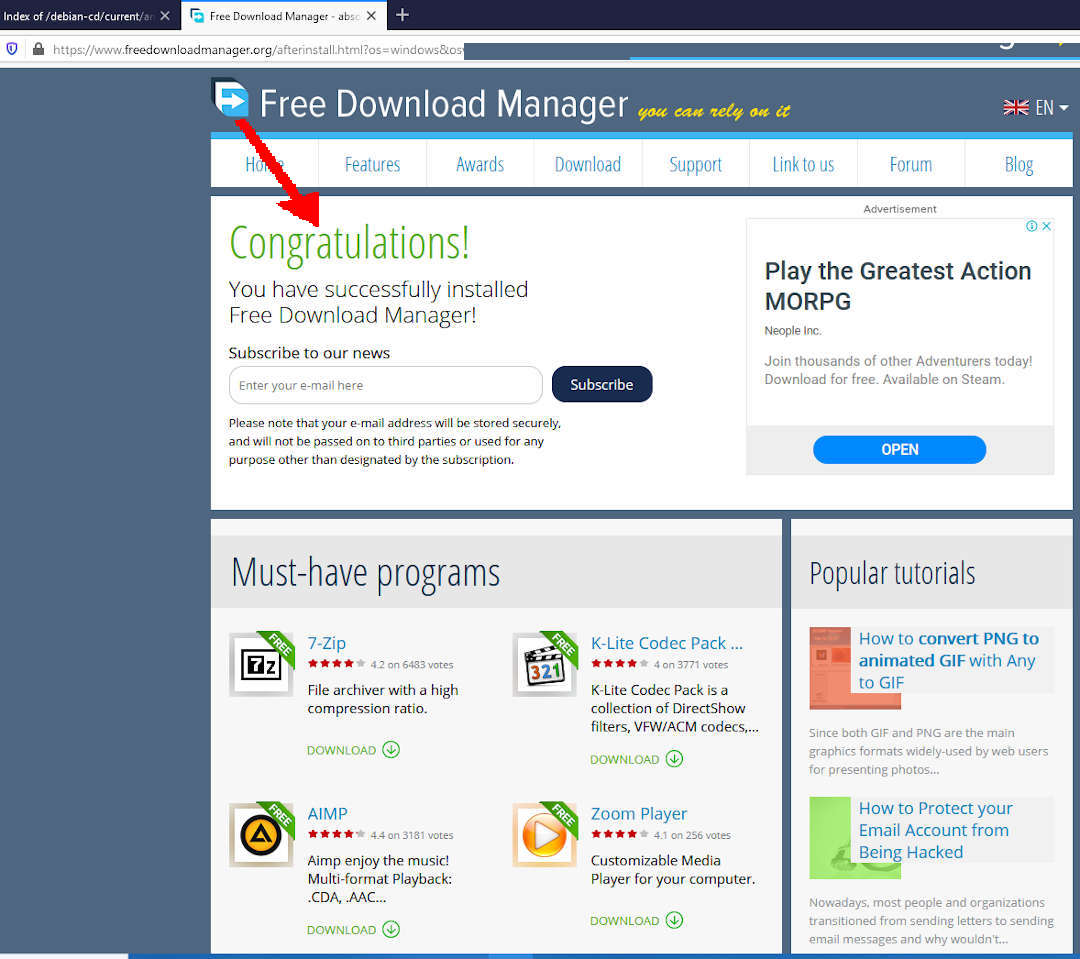 Index of /debian-cd/current/
Free Download Manager - abso
https://www.freedownloadmanager.org/afterinstall.html?os=windows&os
Free Download Manager you can rely on it
EN
Home Features Awards Download Support Link to us Forum Blog
Congratulations!
You have successfully installed
Free Download Manager!
Subscribe to our news
Enter your e-mail here
Subscribe
Please note that your e-mail address will be stored securely,
and will not be passed on to third parties or used for any
purpose other than designated by the subscription.
Advertisement
Play the Greatest Action
MORPG
Neople Inc.
Join thousands of other Adventurers today!
Download for free. Available on Steam.
OPEN
Must-have programs
FREE
7z
7-Zip
4.2 on 6483 votes
File archiver with a high
compression ratio.
DOWNLOAD
FREE
321
K-Lite Codec Pack ...
4 on 3771 votes
K-Lite Codec Pack is a
collection of DirectShow
filters, VFW/ACM codecs,...
DOWNLOAD
FREE
AIMP
4.4 on 3181 votes
Aimp enjoy the music!
Multi-format Playback:
.CDA, .AAC...
DOWNLOAD
FREE
Zoom Player
4.1 on 256 votes
Customizable Media
Player for your computer.
DOWNLOAD
Popular tutorials
How to convert PNG to
animated GIF with Any
to GIF
Since both GIF and PNG are the main
graphics formats widely-used by web users
for presenting photos...
How to Protect your
Email Account from
Being Hacked
Nowadays, most people and organizations
transitioned from sending letters to sending
email messages and why wouldn't...